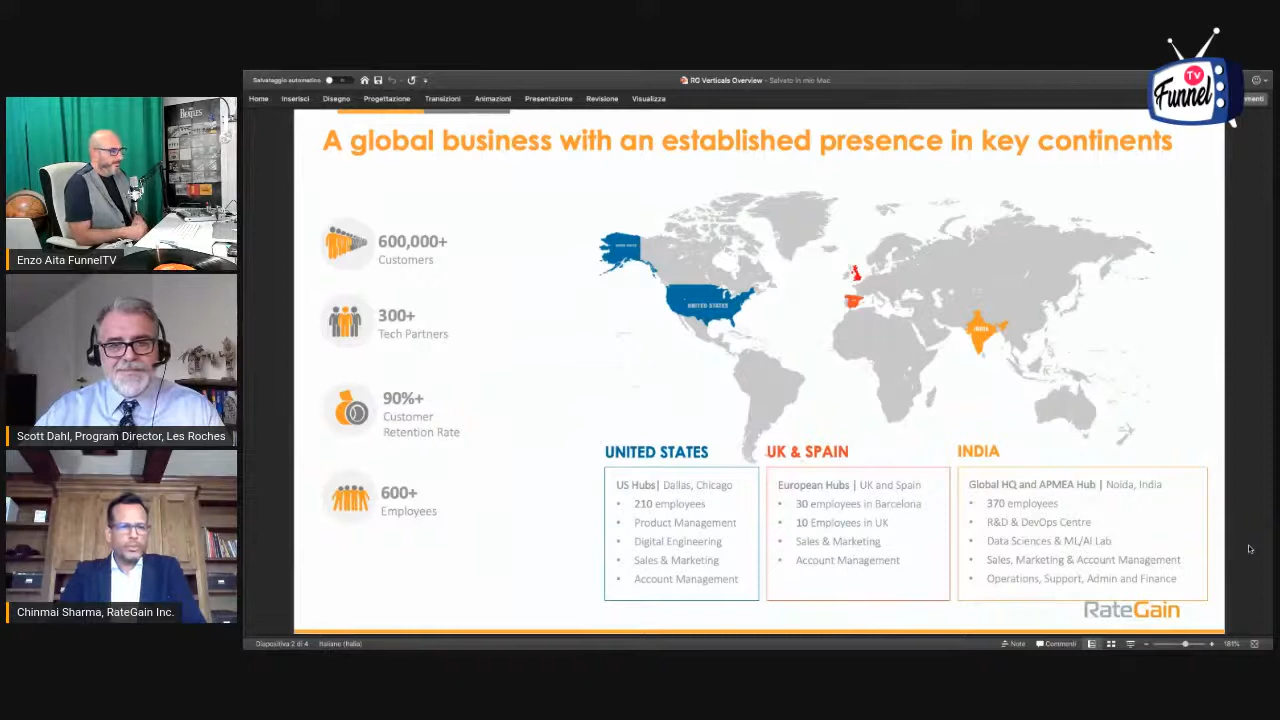 Tv
Funnel
Salvataggio automatico
RG Verticals Overview – Salvato in mio Mac
Home Inserisci Disegno Progettazione Transizioni Animazioni Presentazione Revisione Visualizza
A global business with an established presence in key continents
600,000+
Customers
300+
Tech Partners
90%+
Customer
Retention Rate
600+
Employees
UNITED STATES
INDIA
UNITED STATES
US Hubs| Dallas, Chicago
• 210 employees
• Product Management
• Digital Engineering
• Sales & Marketing
• Account Management
UK & SPAIN
European Hubs | UK and Spain
• 30 employees in Barcelona
• 10 Employees in UK
• Sales & Marketing
• Account Management
INDIA
Global HQ and APMEA Hub | Noida, India
• 370 employees
• R&D & DevOps Centre
• Data Sciences & ML/AI Lab
• Sales, Marketing & Account Management
• Operations, Support, Admin and Finance
RateGain
Diapositiva 2 di 4 Italiano (Italia)
Note Commenti 181%
BEATLES
Enzo Aita FunnelTV
Scott Dahl, Program Director, Les Roches
Chinmai Sharma, RateGain Inc.